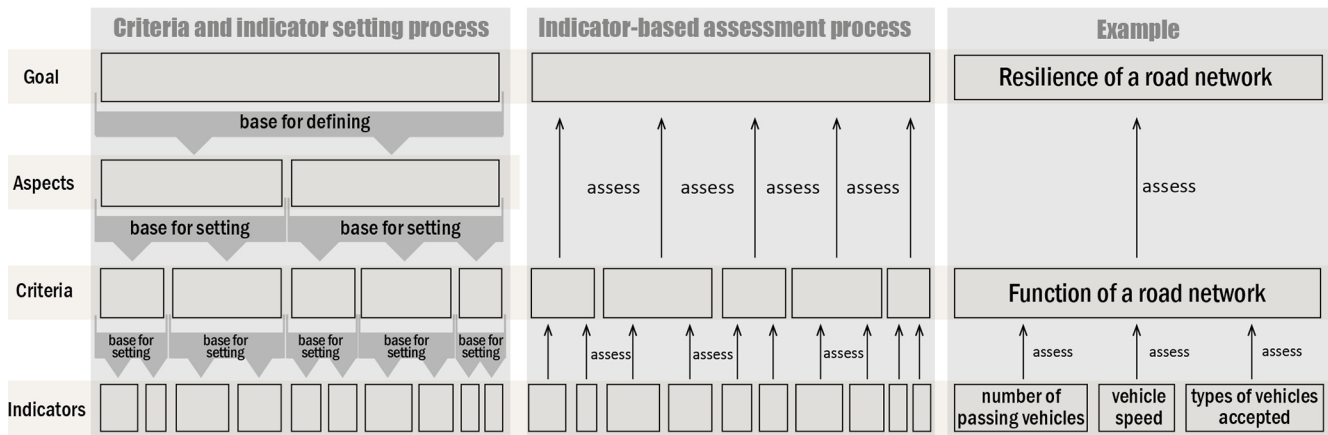 Criteria and indicator setting process
Indicator-based assessment process
Example
Goal
Resilience of a road network
base for defining
Aspects
assess
assess
assess
assess
assess
base for setting
base for setting
Criteria
Function of a road network
base for
setting
base for
setting
base for
setting
base for
setting
base for
setting
assess
assess
assess
assess
assess
assess
Indicators
number of
passing vehicles
vehicle
speed
types of vehicles
accepted